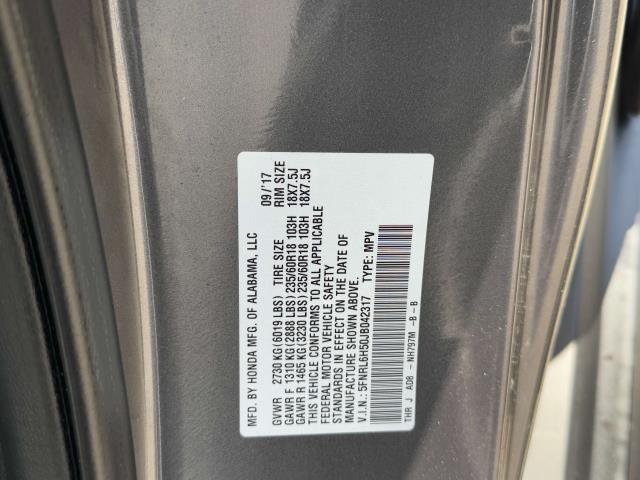 MFD. BY HONDA MFG. OF ALABAMA, LLC 09/'17
GVWR 2730 KG(6019 LBS) TIRE SIZE RIM SIZE
GAWR F 1310 KG(2888 LBS)235/60R18 103H 18X7.5J
GAWR R 1465 KG(3230 LBS)235/60R18 103H 18X7.5J
THIS VEHICLE CONFORMS TO ALL APPLICABLE
FEDERAL MOTOR VEHICLE SAFETY
STANDARDS IN EFFECT ON THE DATE OF
MANUFACTURE SHOWN ABOVE.
V.I.N.: 5FNRL6H50JB042317 TYPE: MPV
THR J AD8 - NH797M -B -B